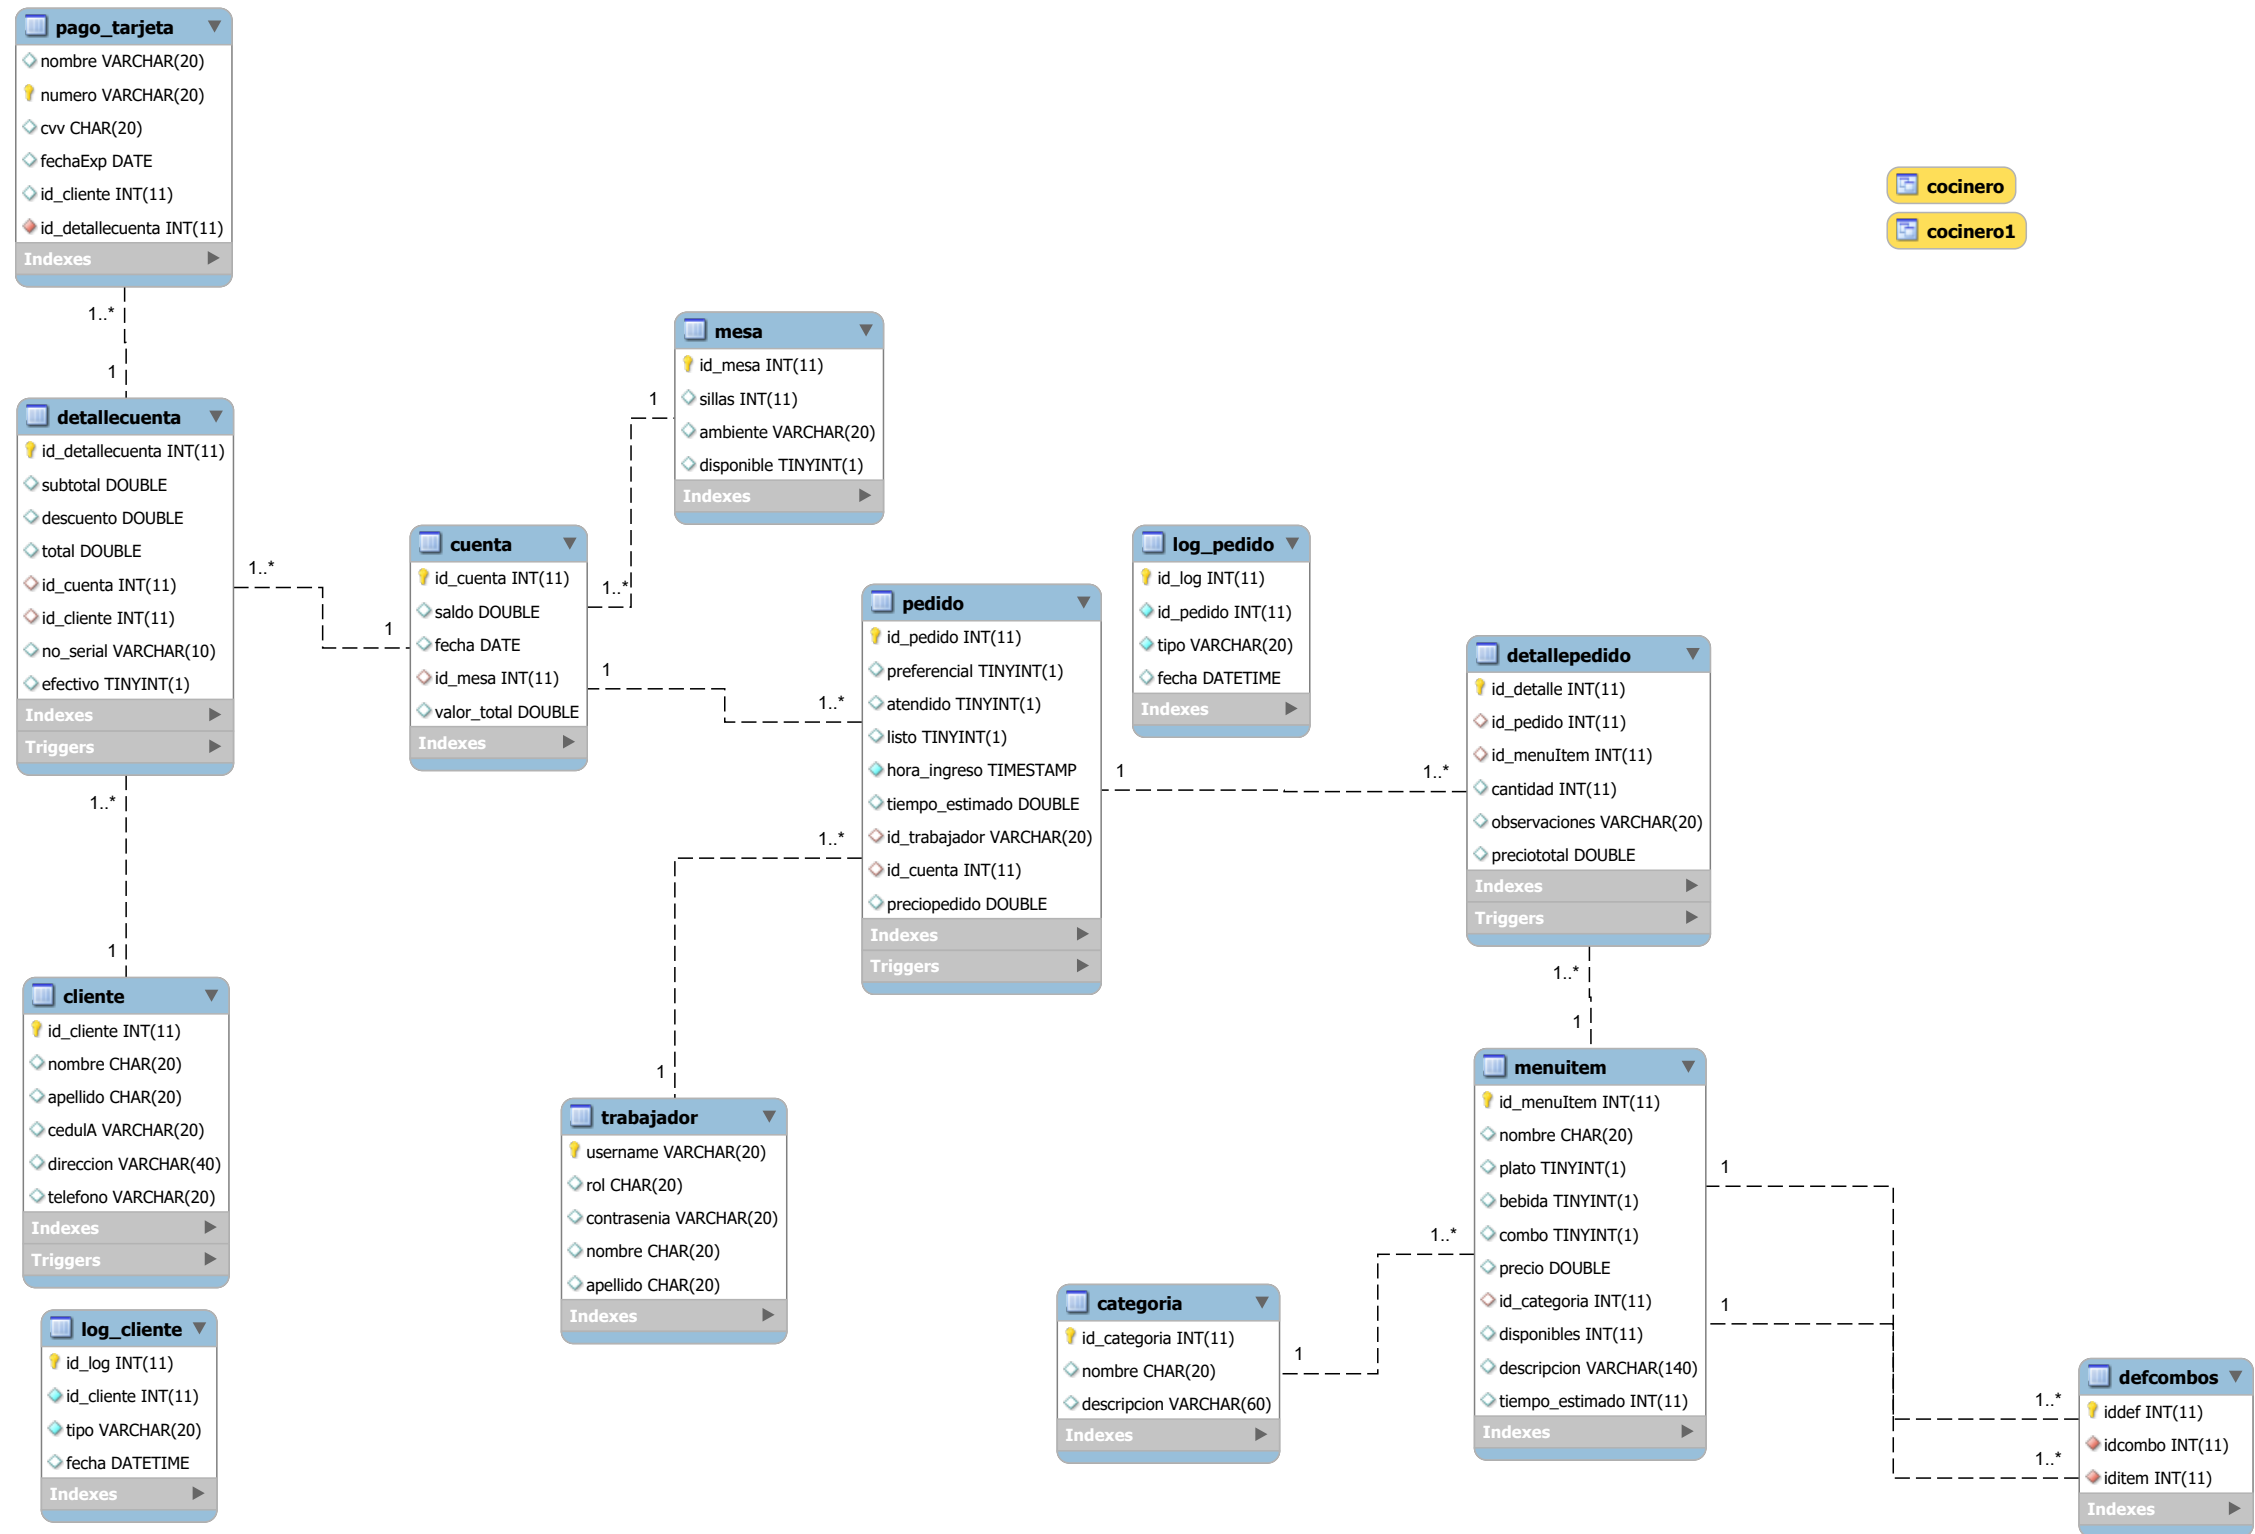 pago_tarjeta
nombre VARCHAR(20)
numero VARCHAR(20)
cvv CHAR(20)
fechaExp DATE
id_cliente INT(11)
id_detallecuenta INT(11)
Indexes
1..*
1
detallecuenta
id_detallecuenta INT(11)
subtotal DOUBLE
descuento DOUBLE
total DOUBLE
id_cuenta INT(11)
id_cliente INT(11)
no_serial VARCHAR(10)
efectivo TINYINT(1)
Indexes
Triggers
1..*
1
1..*
1
cliente
id_cliente INT(11)
nombre CHAR(20)
apellido CHAR(20)
cedulA VARCHAR(20)
direccion VARCHAR(40)
telefono VARCHAR(20)
Indexes
Triggers
log_cliente
id_log INT(11)
id_cliente INT(11)
tipo VARCHAR(20)
fecha DATETIME
Indexes
cuenta
id_cuenta INT(11)
saldo DOUBLE
fecha DATE
id_mesa INT(11)
valor_total DOUBLE
Indexes
1..*
1
mesa
id_mesa INT(11)
sillas INT(11)
ambiente VARCHAR(20)
disponible TINYINT(1)
Indexes
1
1..*
pedido
id_pedido INT(11)
preferencial TINYINT(1)
atendido TINYINT(1)
listo TINYINT(1)
hora_ingreso TIMESTAMP
tiempo_estimado DOUBLE
id_trabajador VARCHAR(20)
id_cuenta INT(11)
preciopedido DOUBLE
Indexes
Triggers
1..*
1
trabajador
username VARCHAR(20)
rol CHAR(20)
contrasenia VARCHAR(20)
nombre CHAR(20)
apellido CHAR(20)
Indexes
log_pedido
id_log INT(11)
id_pedido INT(11)
tipo VARCHAR(20)
fecha DATETIME
Indexes
1
1..*
cocinero
cocinero1
detallepedido
id_detalle INT(11)
id_pedido INT(11)
id_menuItem INT(11)
cantidad INT(11)
observaciones VARCHAR(20)
preciototal DOUBLE
Indexes
Triggers
1..*
1
menuitem
id_menuItem INT(11)
nombre CHAR(20)
plato TINYINT(1)
bebida TINYINT(1)
combo TINYINT(1)
precio DOUBLE
id_categoria INT(11)
disponibles INT(11)
descripcion VARCHAR(140)
tiempo_estimado INT(11)
Indexes
1..*
1
categoria
id_categoria INT(11)
nombre CHAR(20)
descripcion VARCHAR(60)
Indexes
1
1
1..*
1..*
defcombos
iddef INT(11)
idcombo INT(11)
iditem INT(11)
Indexes